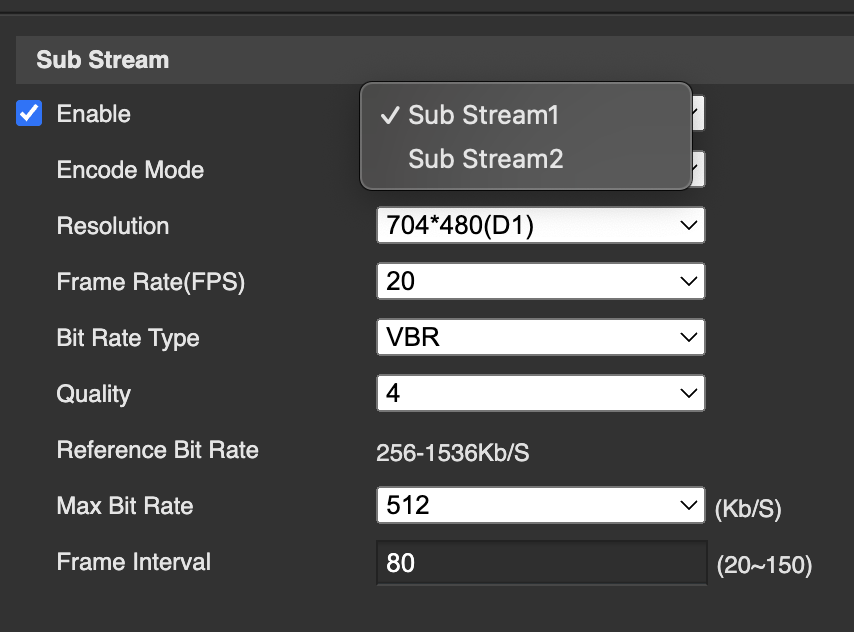 Sub Stream
Enable
✓ Sub Stream1
Sub Stream2
Encode Mode
Resolution 704*480(D1)
Frame Rate(FPS) 20
Bit Rate Type VBR
Quality 4
Reference Bit Rate 256-1536Kb/S
Max Bit Rate 512 (Kb/S)
Frame Interval 80 (20~150)